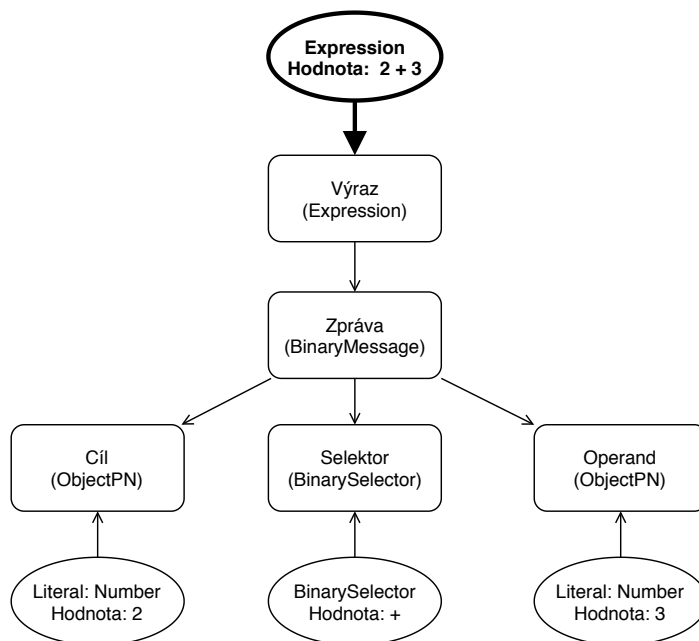 Expression
Hodnota: 2 + 3
Výraz
(Expression)
Zpráva
(BinaryMessage)
Cíl
(ObjectPN)
Selektor
(BinarySelector)
Operand
(ObjectPN)
Literal: Number
Hodnota: 2
BinarySelector
Hodnota: +
Literal: Number
Hodnota: 3